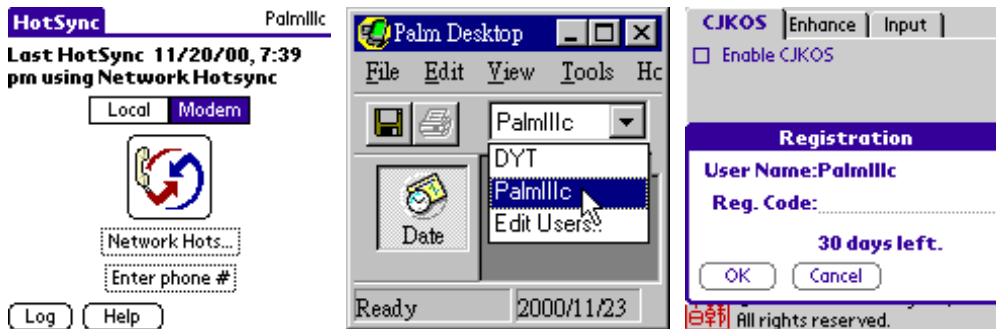 HotSync
PalmIIIc
Last HotSync 11/20/00, 7:39
pm using Network Hotsync
Local
Modem
Network Hots...
Enter phone #
Log
Help
Palm Desktop
File Edit View Tools Hc
PalmIIIc
DYT
PalmIIIc
Edit Users..
Date
Ready
2000/11/23
CJKOS Enhance Input
Enable CJKOS
Registration
User Name:PalmIIIc
Reg. Code:
30 days left.
OK
Cancel
All rights reserved.